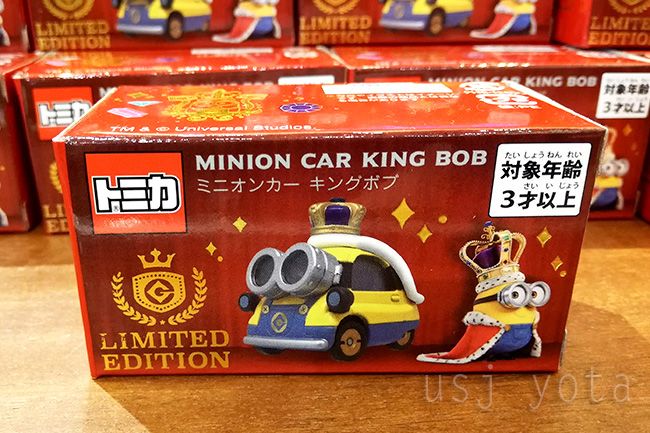 LIMITED
EDITION
MINION CAR KING BOB
対象年齢
3才以上
TM & © Universal Studios
トミカ
MINION CAR KING BOB
ミニオンカー キングボブ
たい しょう ねん れい
対象年齢
さい い じょう
3才以上
G
LIMITED
EDITION
usj yota